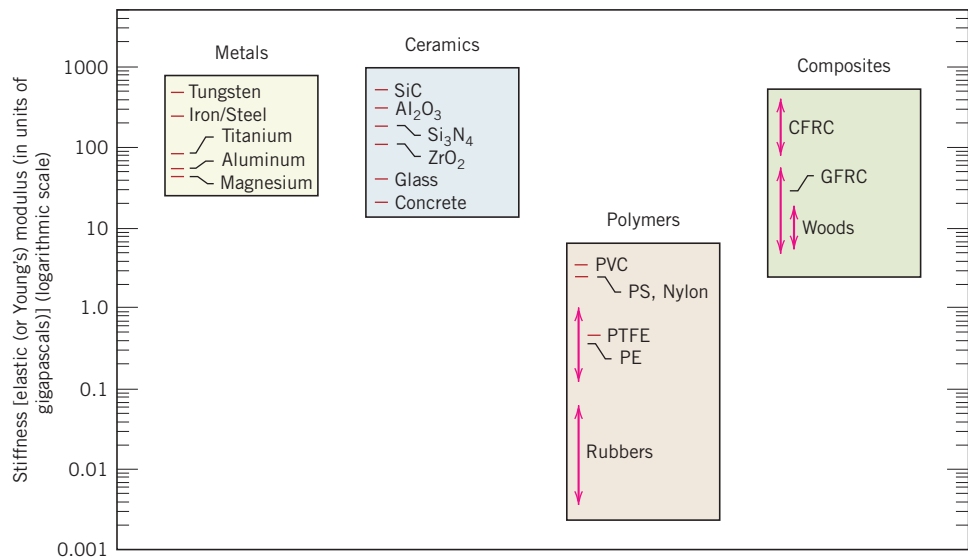 Stiffness [elastic (or Young's) modulus (in units of
gigapascals)] (logarithmic scale)
1000
100
10
1.0
0.1
0.01
0.001
Metals
Tungsten
Iron/Steel
Titanium
Aluminum
Magnesium
Ceramics
SiC
Al₂O₃
Si₃N₄
ZrO₂
Glass
Concrete
Polymers
PVC
PS, Nylon
PTFE
PE
Rubbers
Composites
CFRC
GFRC
Woods